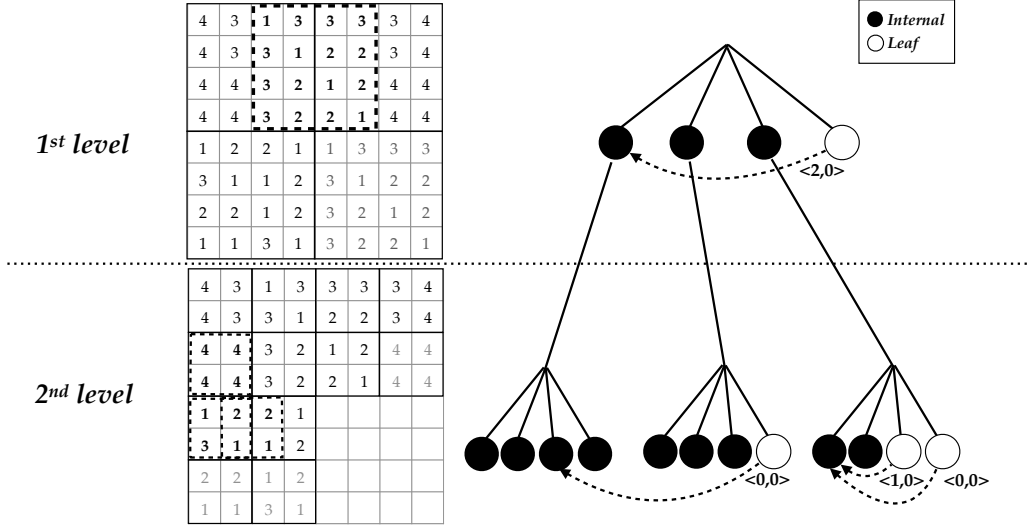 4 3 1 3 3 3 3 4
4 3 3 1 2 2 3 4
4 4 3 2 1 2 4 4
4 4 3 2 2 1 4 4
1 2 2 1 1 3 3 3
3 1 1 2 3 1 2 2
2 2 1 2 3 2 1 2
1 1 3 1 3 2 2 1
1st level
Internal
Leaf
<2,0>
4 3 1 3 3 3 3 4
4 3 3 1 2 2 3 4
4 4 3 2 1 2 4 4
4 4 3 2 2 1 4 4
1 2 2 1
3 1 1 2
2 2 1 2
1 1 3 1
2nd level
<0,0>
<1,0>
<0,0>